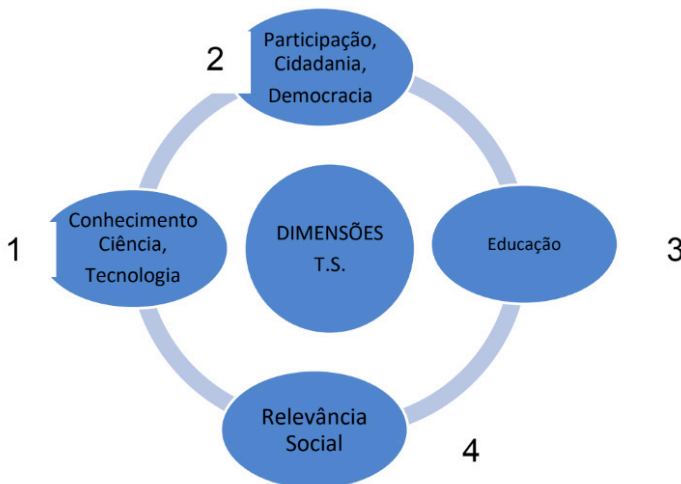 2
Participação,
Cidadania,
Democracia
1
Conhecimento
Ciência,
Tecnologia
DIMENSÕES
T.S.
Educação
3
Relevância
Social
4